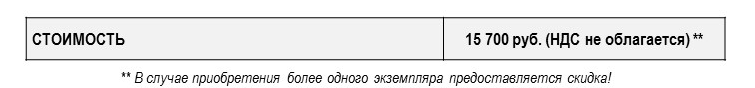 СТОИМОСТЬ 15 700 руб. (НДС не облагается) **
** В случае приобретения более одного экземпляра предоставляется скидка!